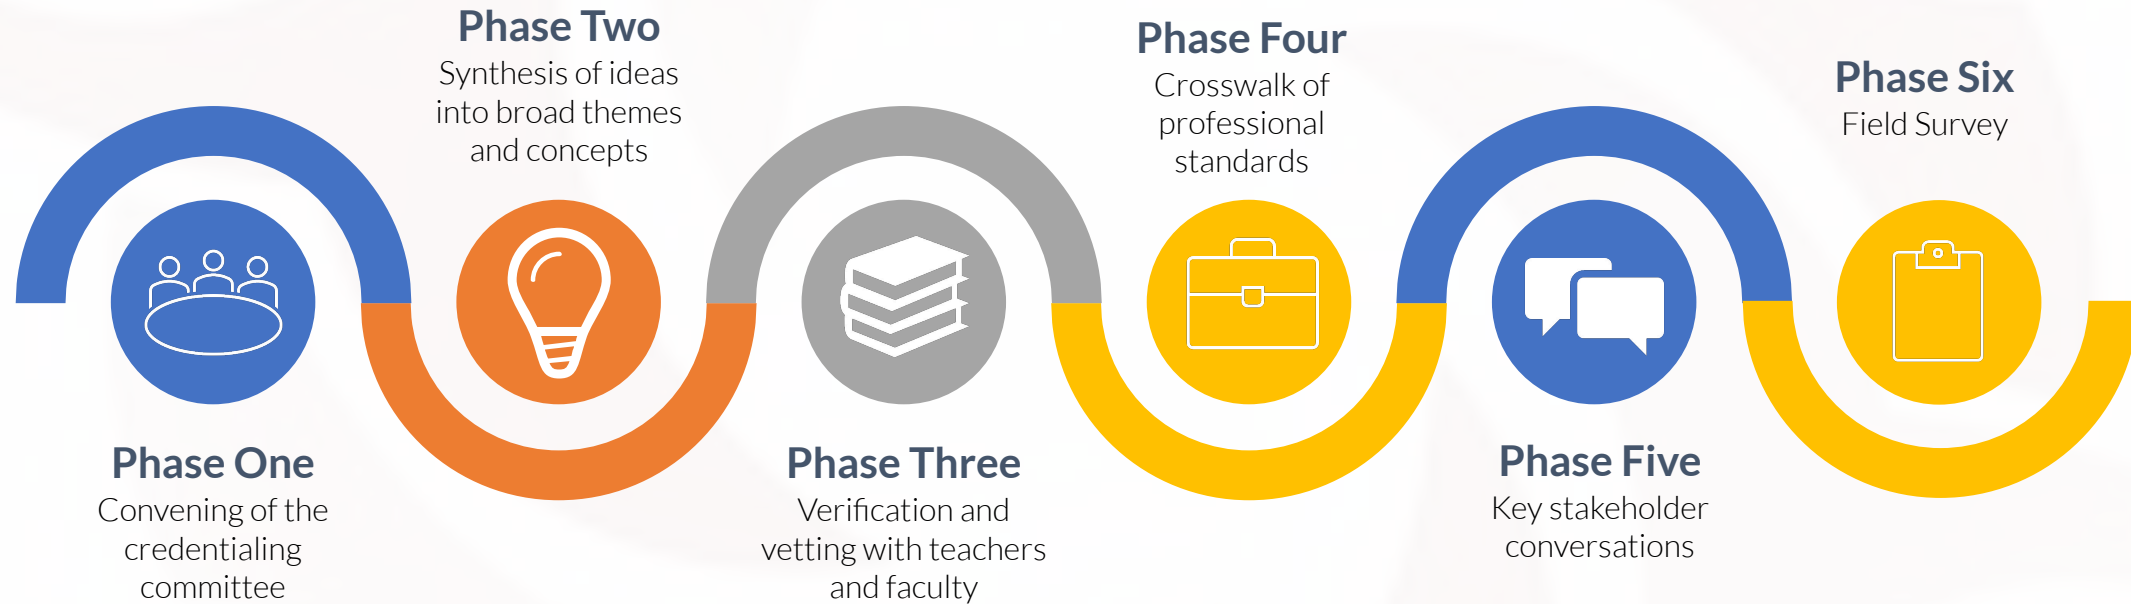 Phase One
Convening of the
credentialing
committee
Phase Two
Synthesis of ideas
into broad themes
and concepts
Phase Three
Verification and
vetting with teachers
and faculty
Phase Four
Crosswalk of
professional
standards
Phase Five
Key stakeholder
conversations
Phase Six
Field Survey